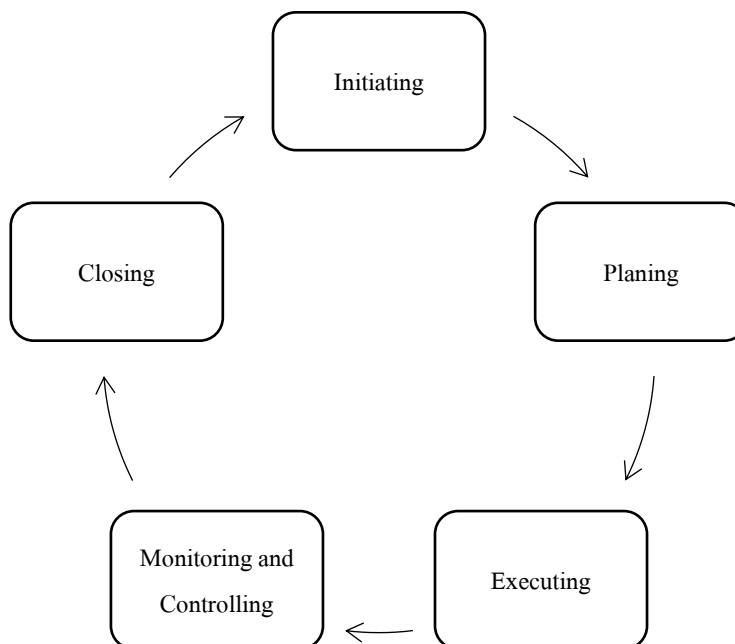 Initiating
Planing
Executing
Monitoring and
Controlling
Closing